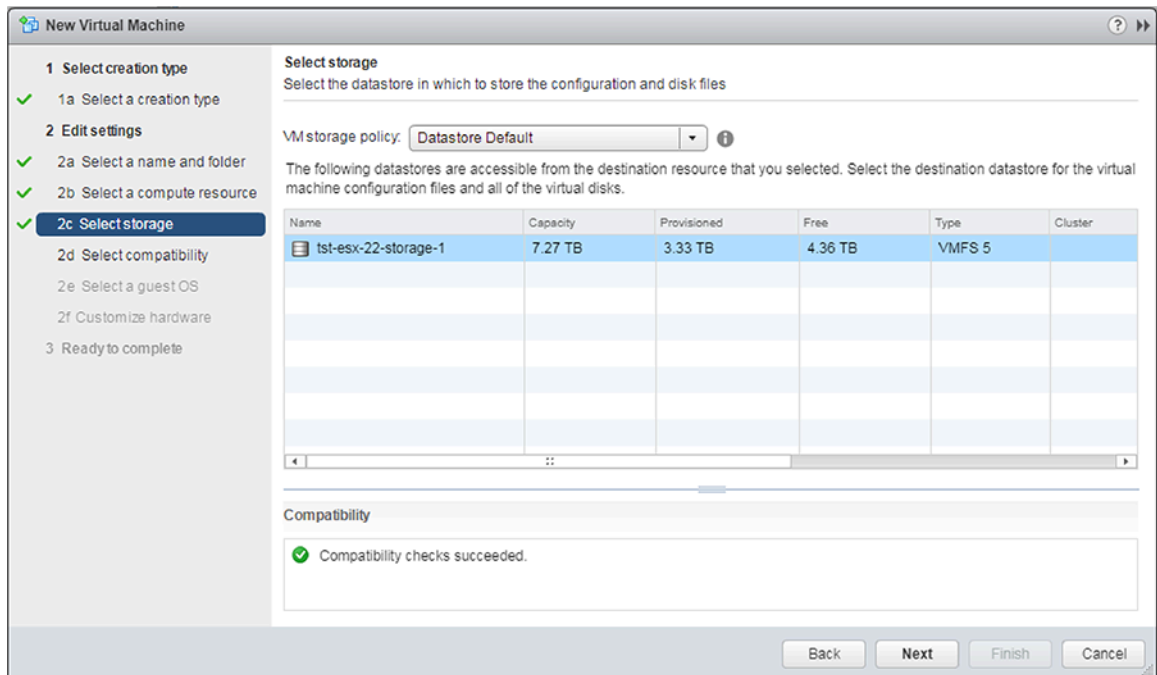 New Virtual Machine
1 Select creation type
1a Select a creation type
2 Edit settings
2a Select a name and folder
2b Select a compute resource
2c Select storage
2d Select compatibility
2e Select a guest OS
2f Customize hardware
3 Ready to complete
Select storage
Select the datastore in which to store the configuration and disk files
VM storage policy: Datastore Default
The following datastores are accessible from the destination resource that you selected. Select the destination datastore for the virtual
machine configuration files and all of the virtual disks.
Name Capacity Provisioned Free Type Cluster
tst-esx-22-storage-1 7.27 TB 3.33 TB 4.36 TB VMFS 5
Compatibility
Compatibility checks succeeded.
Back Next Finish Cancel